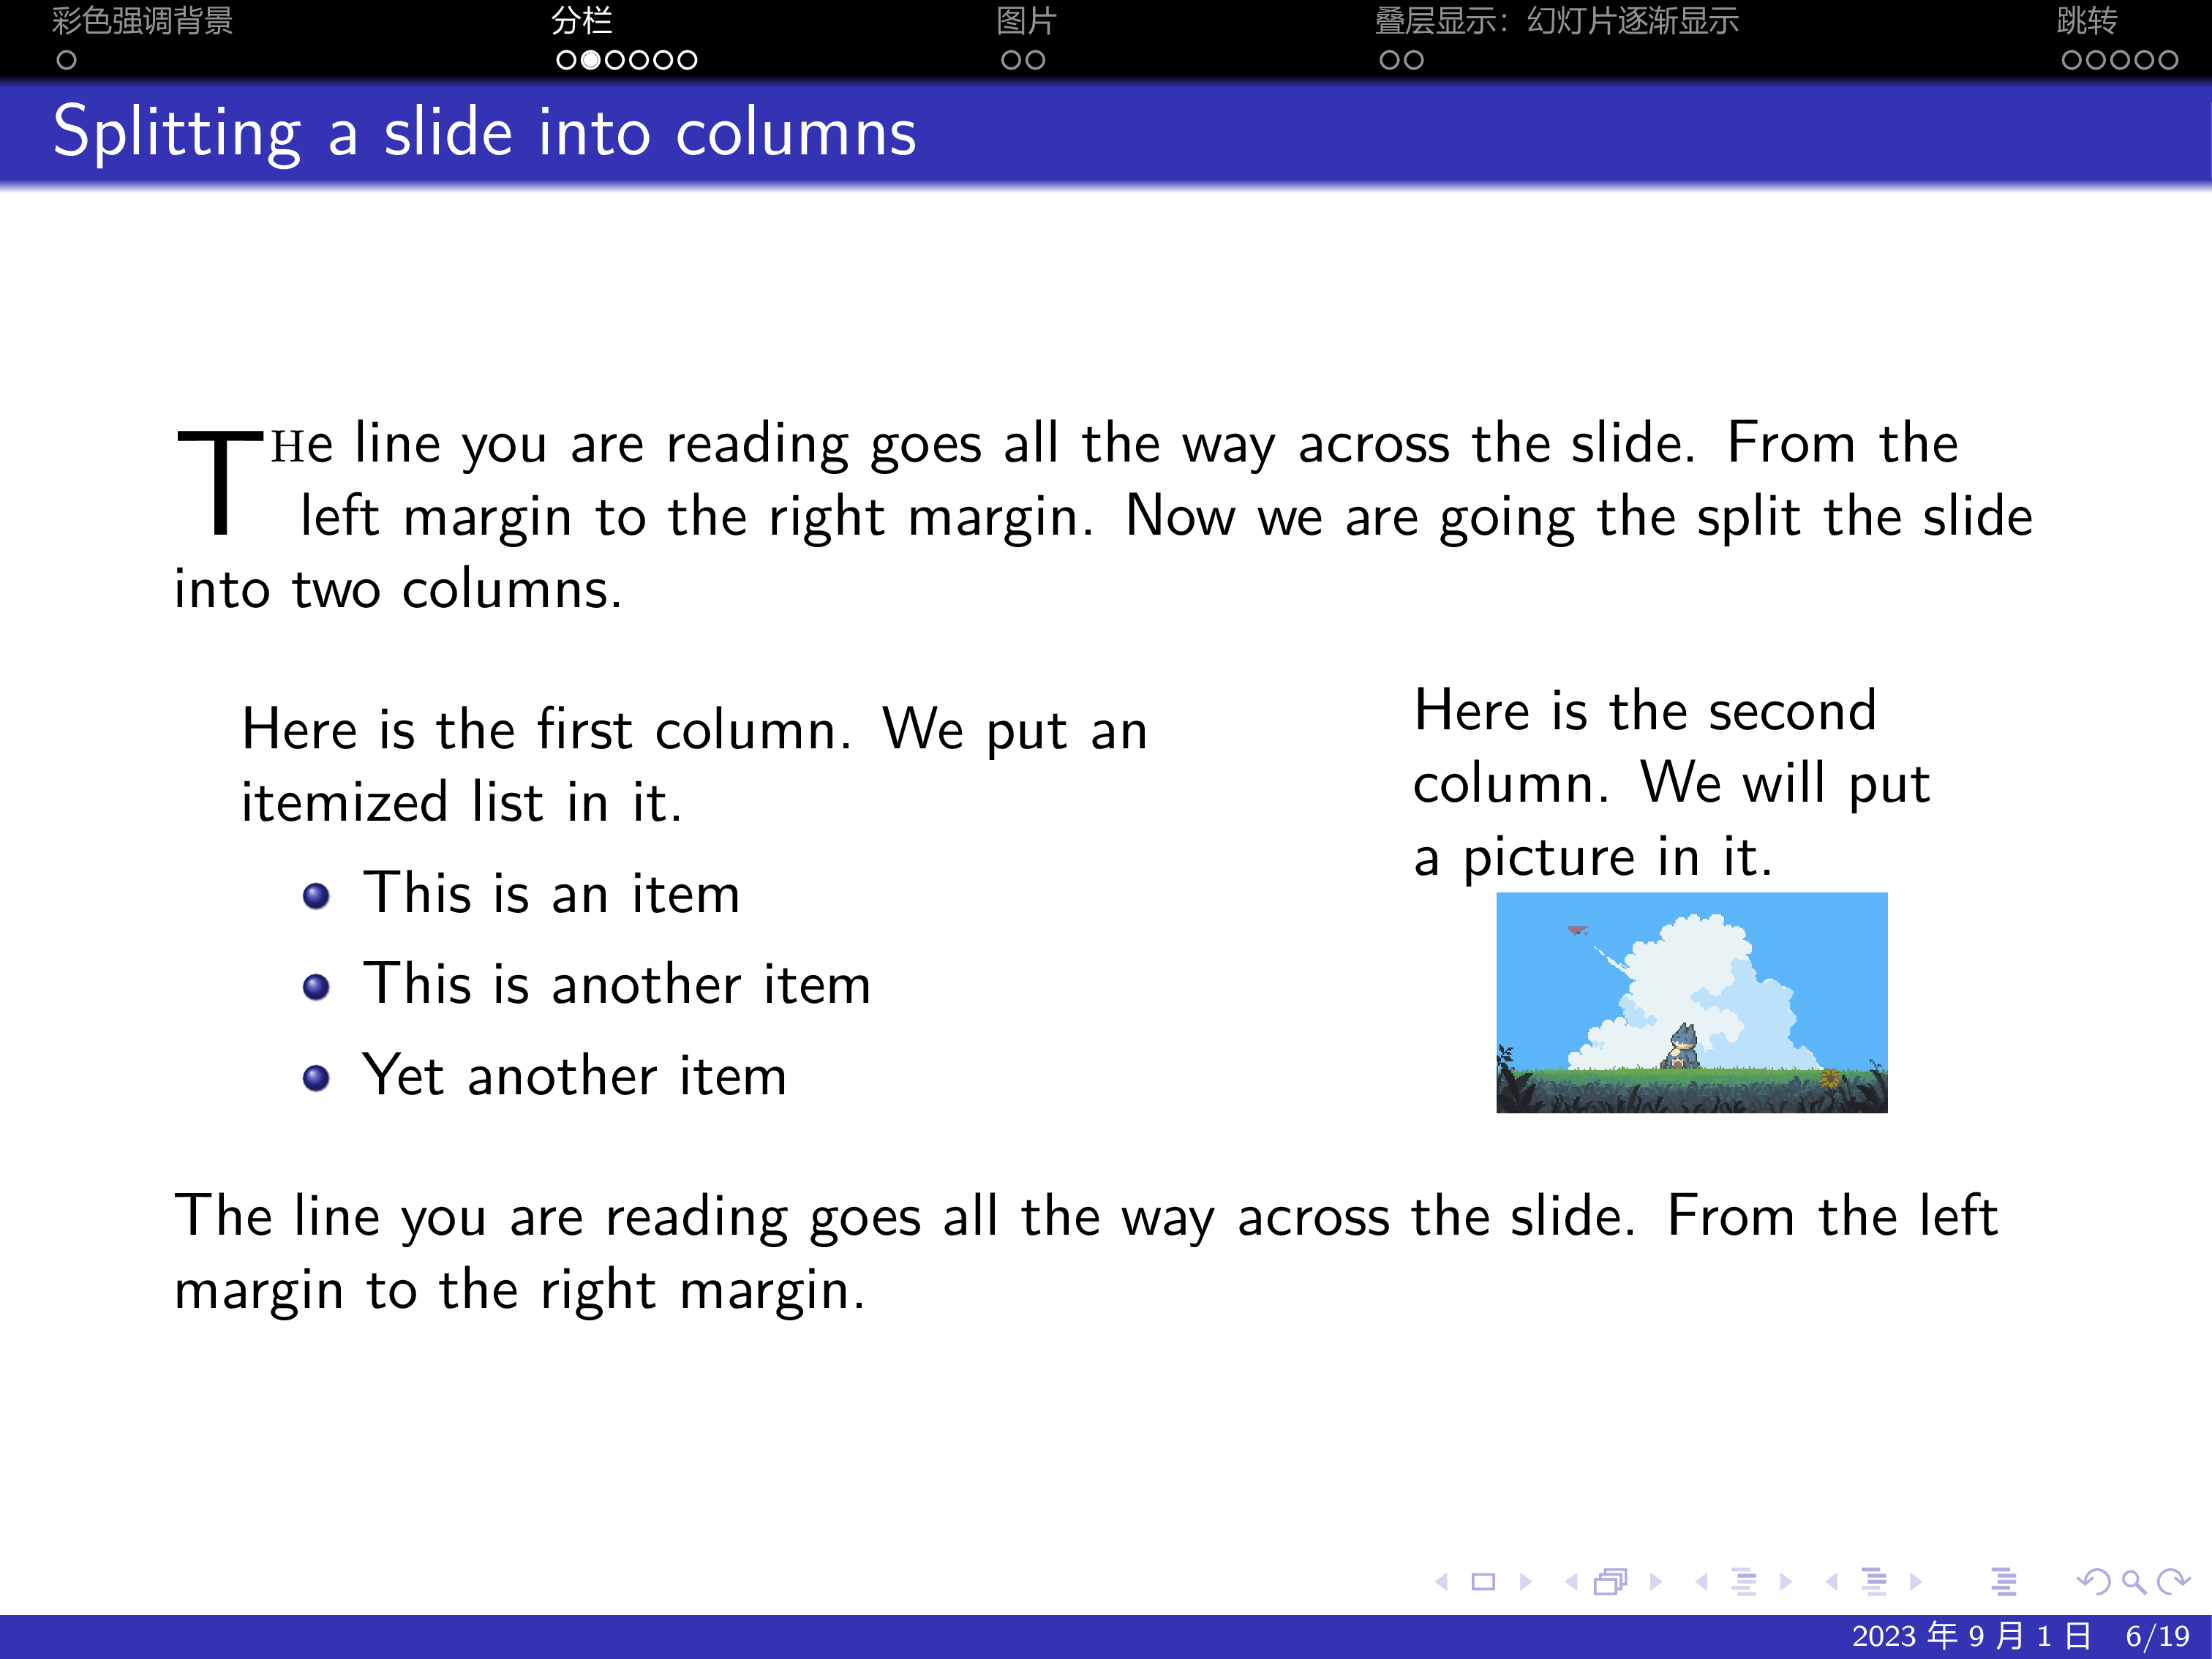 彩色强调背景 分栏 图片 叠层显示：幻灯片逐渐显示 跳转
Splitting a slide into columns
THe line you are reading goes all the way across the slide. From the
left margin to the right margin. Now we are going the split the slide
into two columns.
Here is the first column. We put an
itemized list in it.
This is an item
This is another item
Yet another item
Here is the second
column. We will put
a picture in it.
The line you are reading goes all the way across the slide. From the left
margin to the right margin.
2023 年 9 月 1 日 6/19